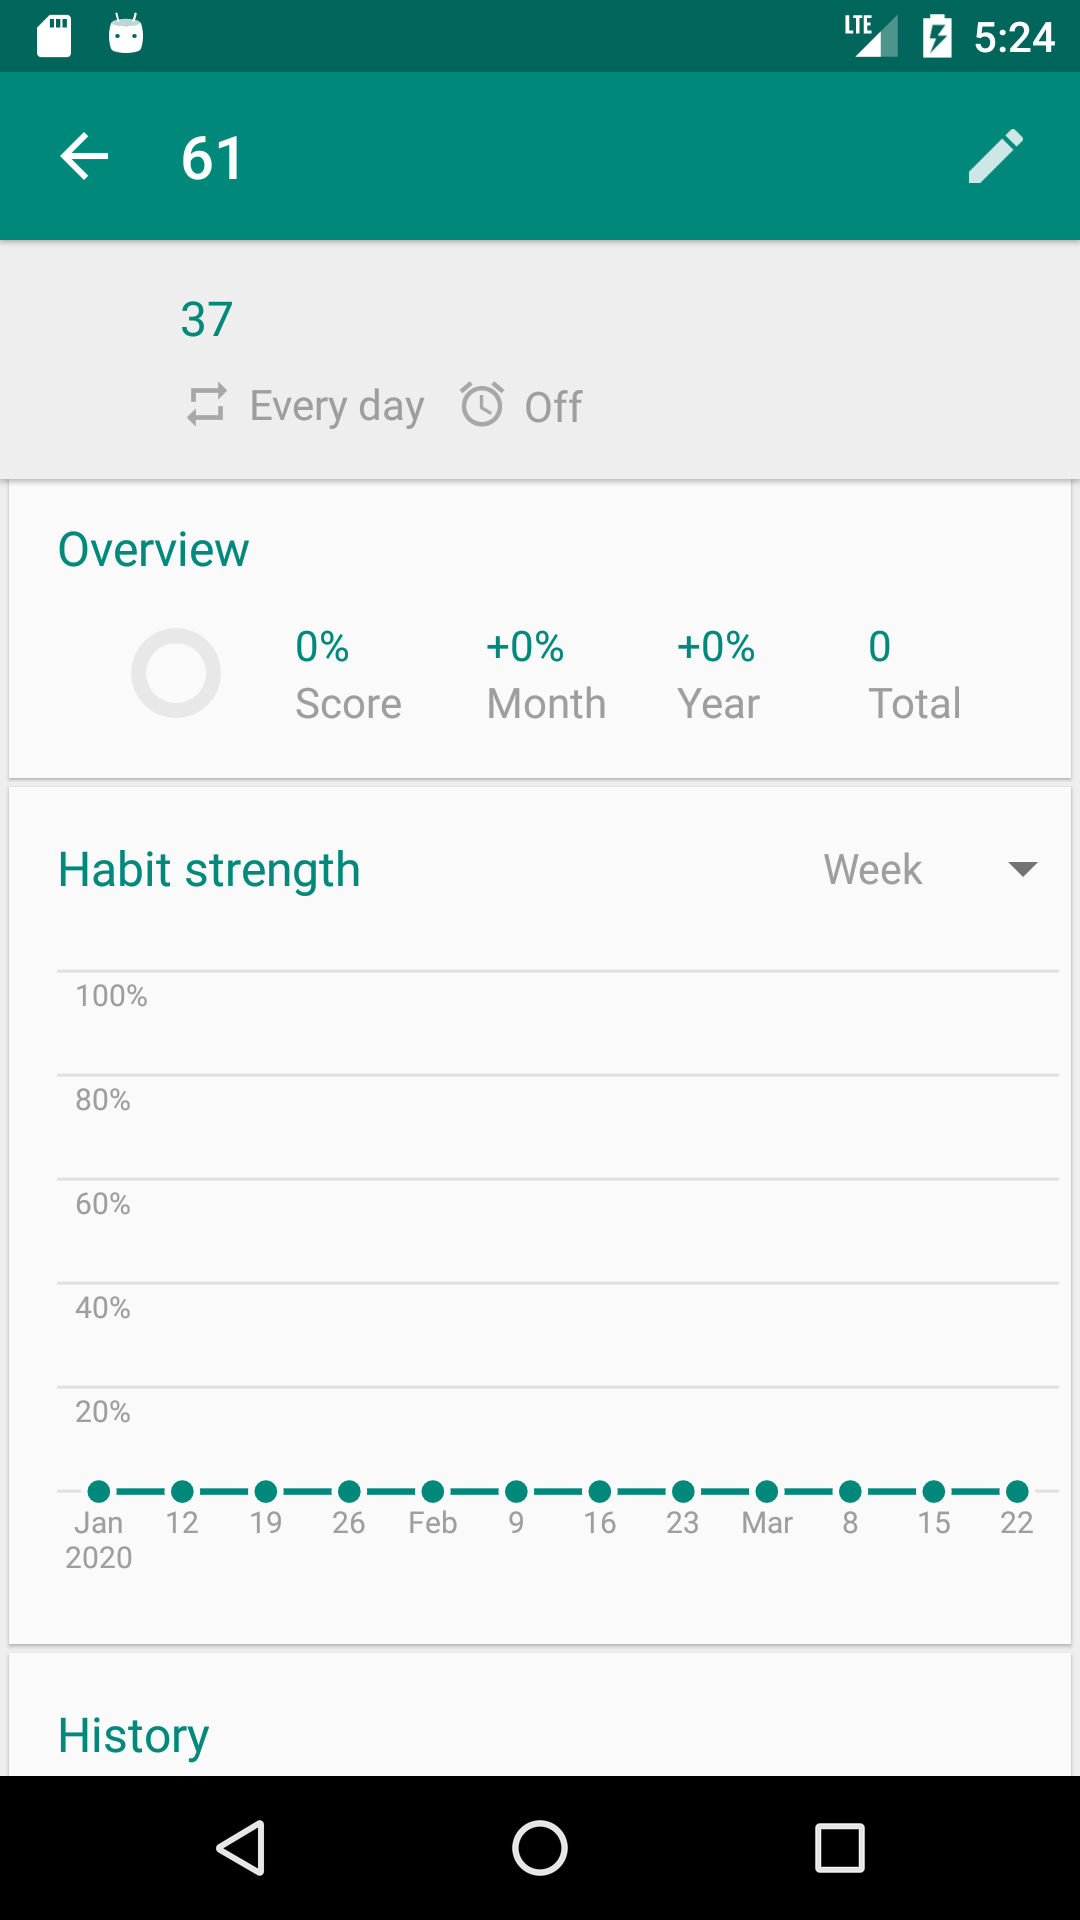 LTE 5:24
61
37
Every day Off
Overview
0% +0% +0% 0
Score Month Year Total
Habit strength Week
100%
80%
60%
40%
20%
Jan 12 19 26 Feb 9 16 23 Mar 8 15 22
2020
History